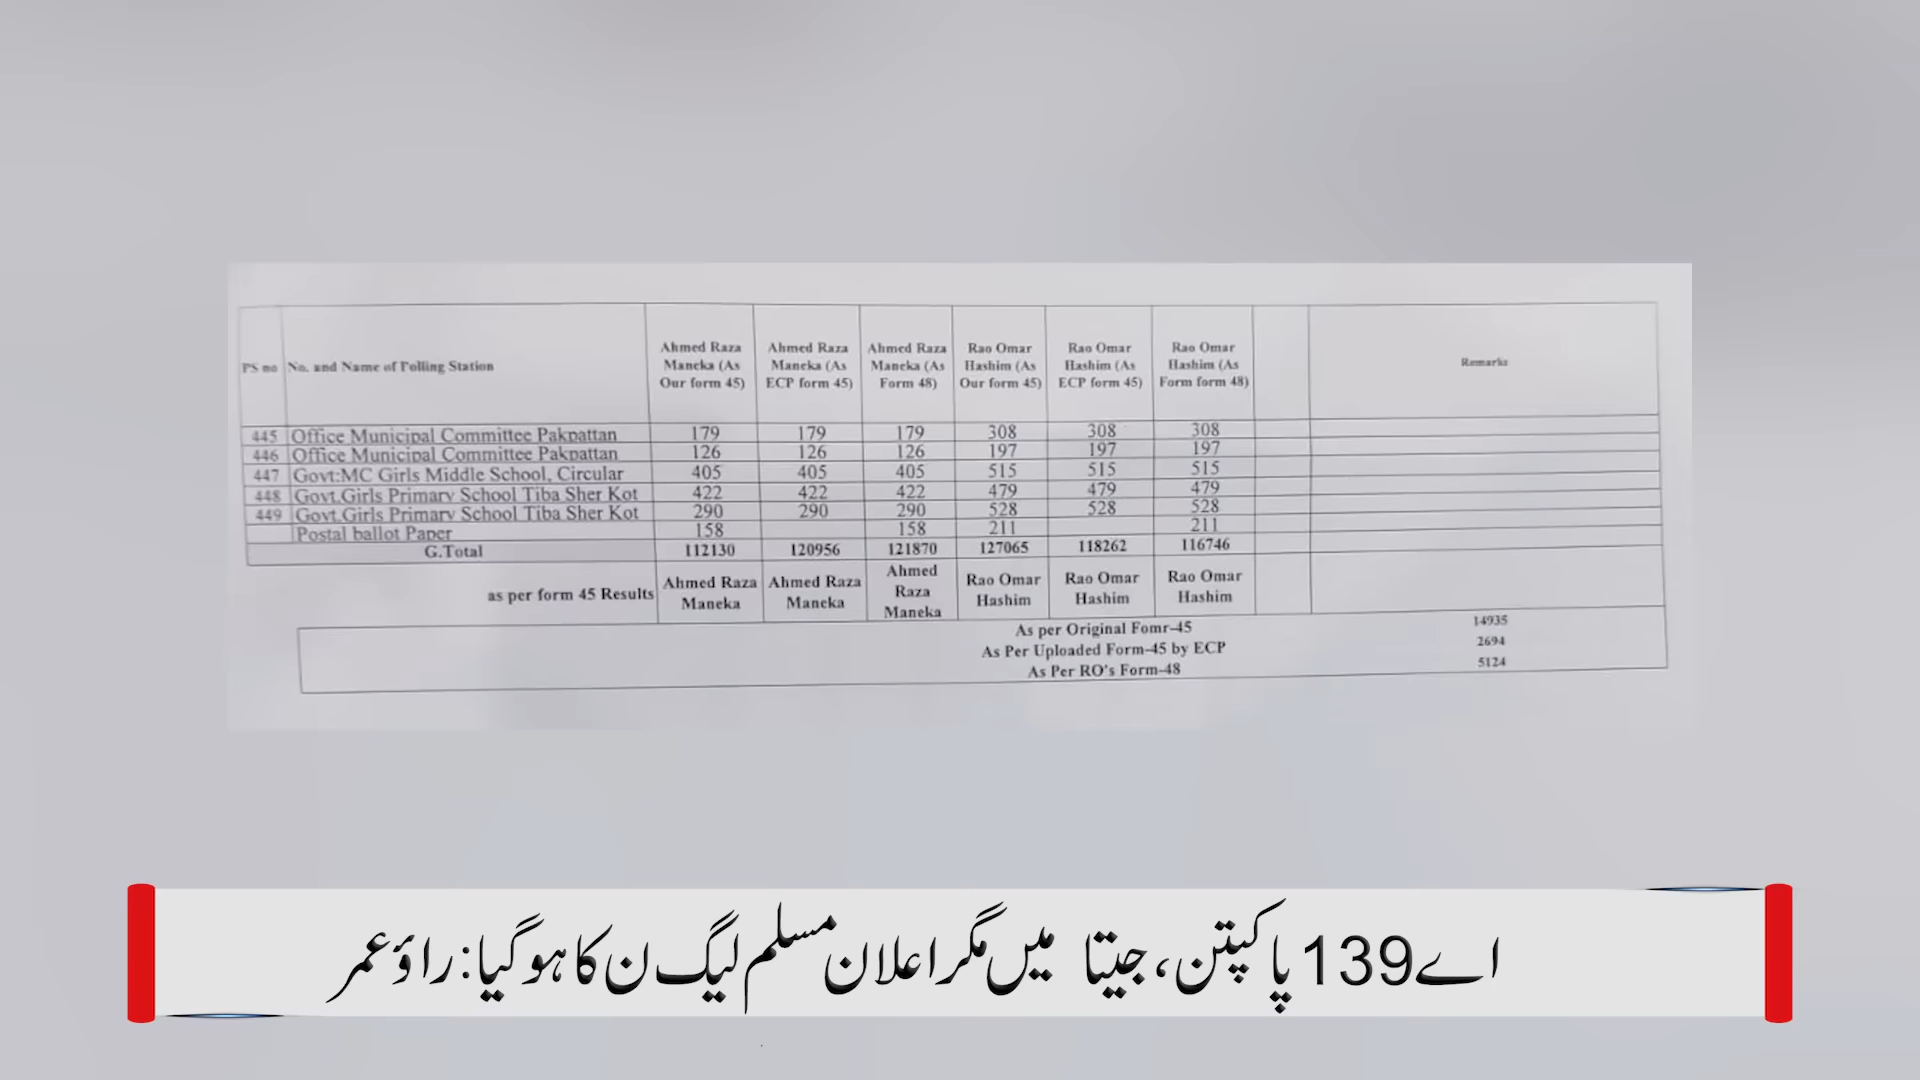 PS no No. and Name of Polling Station Ahmed Raza Maneka (As Our form 45) Ahmed Raza Maneka (As ECP form 45) Ahmed Raza Maneka (As Form 48) Rao Omar Hashim (As Our form 45) Rao Omar Hashim (As ECP form 45) Rao Omar Hashim (As Form form 48) Remarks
445 Office Municipal Committee Pakpattan 179 179 179 308 308 308
446 Office Municipal Committee Pakpattan 126 126 126 197 197 197
447 Govt:MC Girls Middle School, Circular 405 405 405 515 515 515
448 Govt.Girls Primary School Tiba Sher Kot 422 422 422 479 479 479
449 Govt.Girls Primary School Tiba Sher Kot 290 290 290 528 528 528
Postal ballot Paper 158 158 211 211
G.Total 112130 120956 121870 127065 118262 116746
as per form 45 Results Ahmed Raza Maneka Ahmed Raza Maneka Ahmed Raza Maneka Rao Omar Hashim Rao Omar Hashim Rao Omar Hashim
As per Original Fomr-45 14935
As Per Uploaded Form-45 by ECP 2694
As Per RO's Form-48 5124
اے 139 پاکپتن، جیتا میں مگر اعلان مسلم لیگ ن کا ہوگیا: راؤ عمر